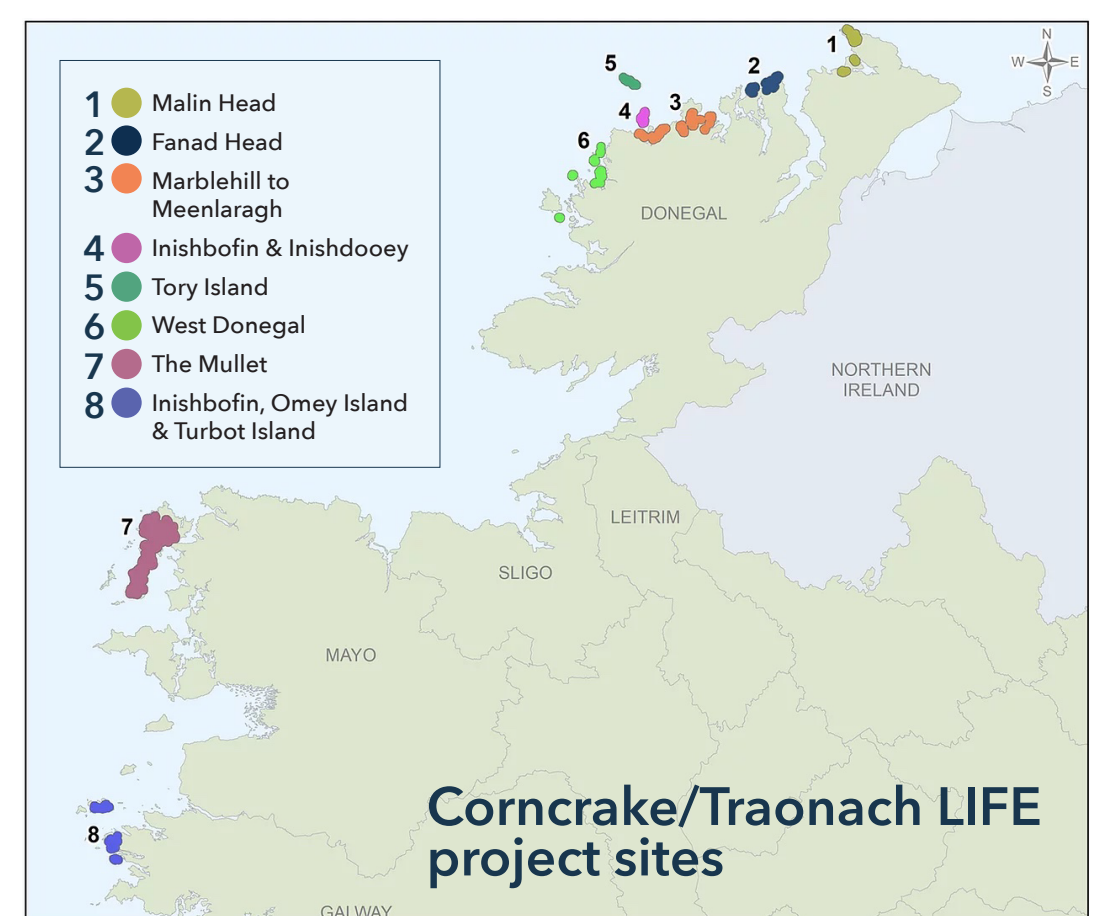 1 Malin Head
2 Fanad Head
3 Marblehill to
Meenlaragh
4 Inishbofin & Inishdooey
5 Tory Island
6 West Donegal
7 The Mullet
8 Inishbofin, Omey Island
& Turbot Island
N
W E
S
1
2
5
3
4
6
DONEGAL
NORTHERN
IRELAND
7
LEITRIM
SLIGO
MAYO
8
Corncrake/Traonach LIFE
project sites
GALWAY